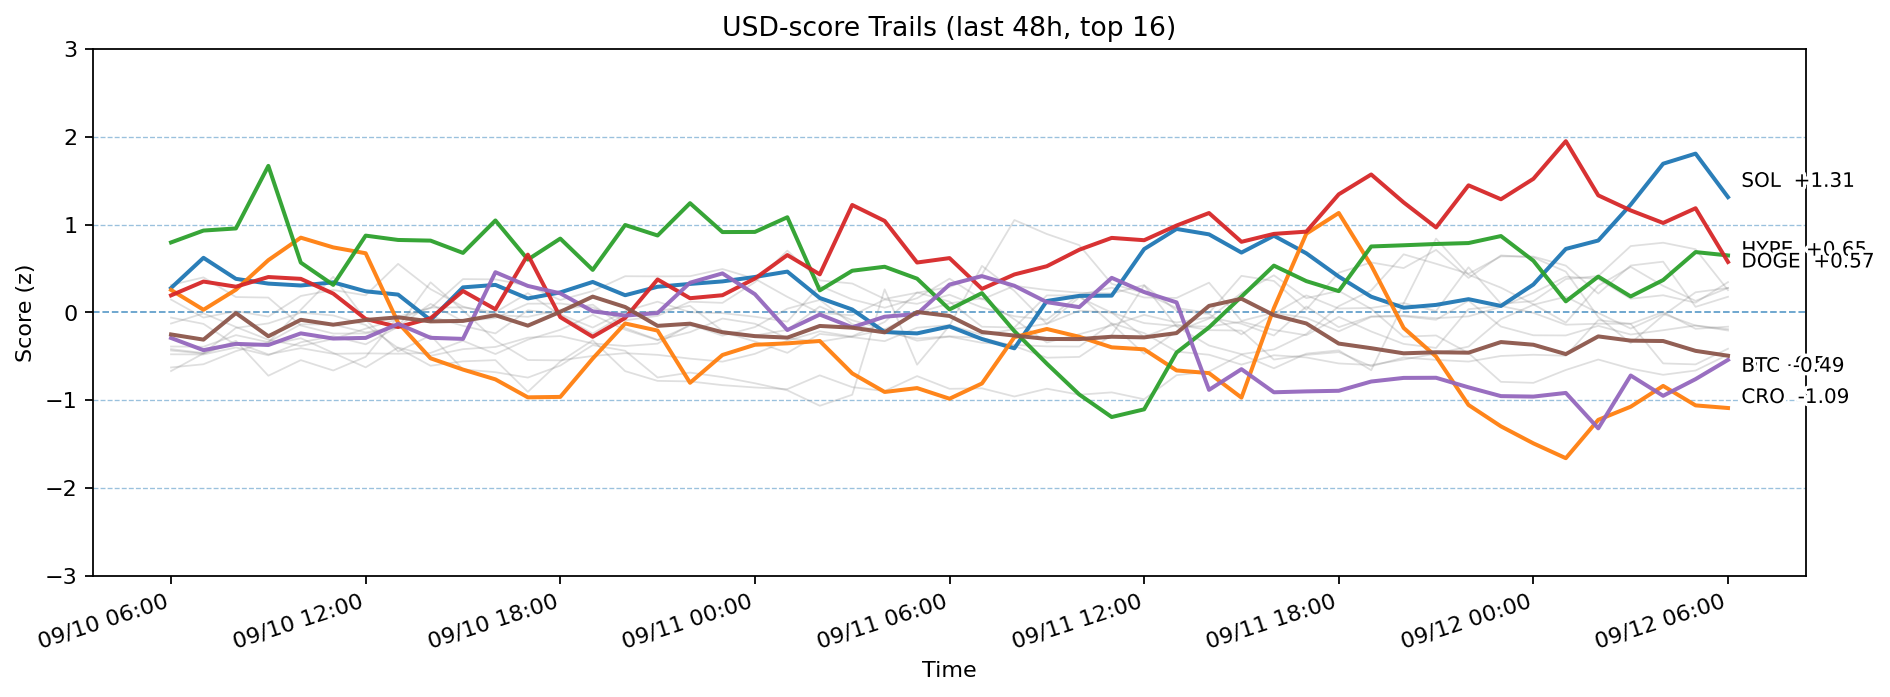 USD-score Trails (last 48h, top 16)
Score (z)
3
2
1
0
−1
−2
−3
SOL +1.31
HYPE +0.65
DOGE +0.57
BTC -0.49
CRO -1.09
09/10 06:00
09/10 12:00
09/10 18:00
09/11 00:00
09/11 06:00
09/11 12:00
09/11 18:00
09/12 00:00
09/12 06:00
Time